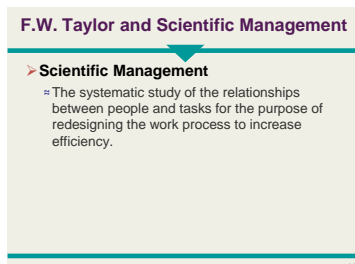 F.W. Taylor and Scientific Management
Scientific Management
The systematic study of the relationships
between people and tasks for the purpose of
redesigning the work process to increase
efficiency.